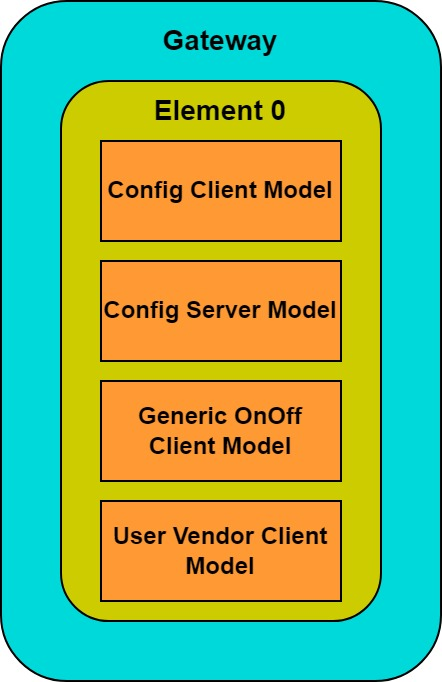 Gateway
Element 0
Config Client Model
Config Server Model
Generic OnOff
Client Model
User Vendor Client
Model